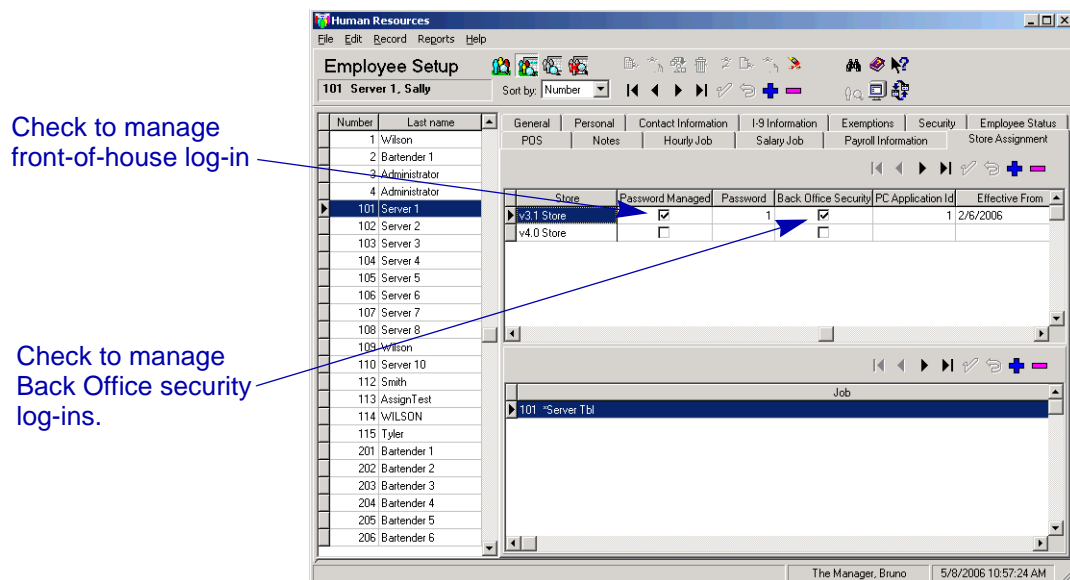 Human Resources
File Edit Record Reports Help
Employee Setup
101 Server 1, Sally
Sort by: Number
Check to manage
front-of-house log-in
Check to manage
Back Office security
log-ins.
Number Last name
1 Wilson
2 Bartender 1
3 Administrator
4 Administrator
101 Server 1
102 Server 2
103 Server 3
104 Server 4
105 Server 5
106 Server 6
107 Server 7
108 Server 8
109 Wilson
110 Server 10
112 Smith
113 AssignTest
114 WILSON
115 Tyler
201 Bartender 1
202 Bartender 2
203 Bartender 3
204 Bartender 4
205 Bartender 5
206 Bartender 6
General Personal Contact Information I-9 Information Exemptions Security Employee Status
POS Notes Hourly Job Salary Job Payroll Information Store Assignment
Store Password Managed Password Back Office Security PC Application Id Effective From
v3.1 Store 1 1 2/6/2006
v4.0 Store
Job
101 *Server Tbl
The Manager, Bruno 5/8/2006 10:57:24 AM